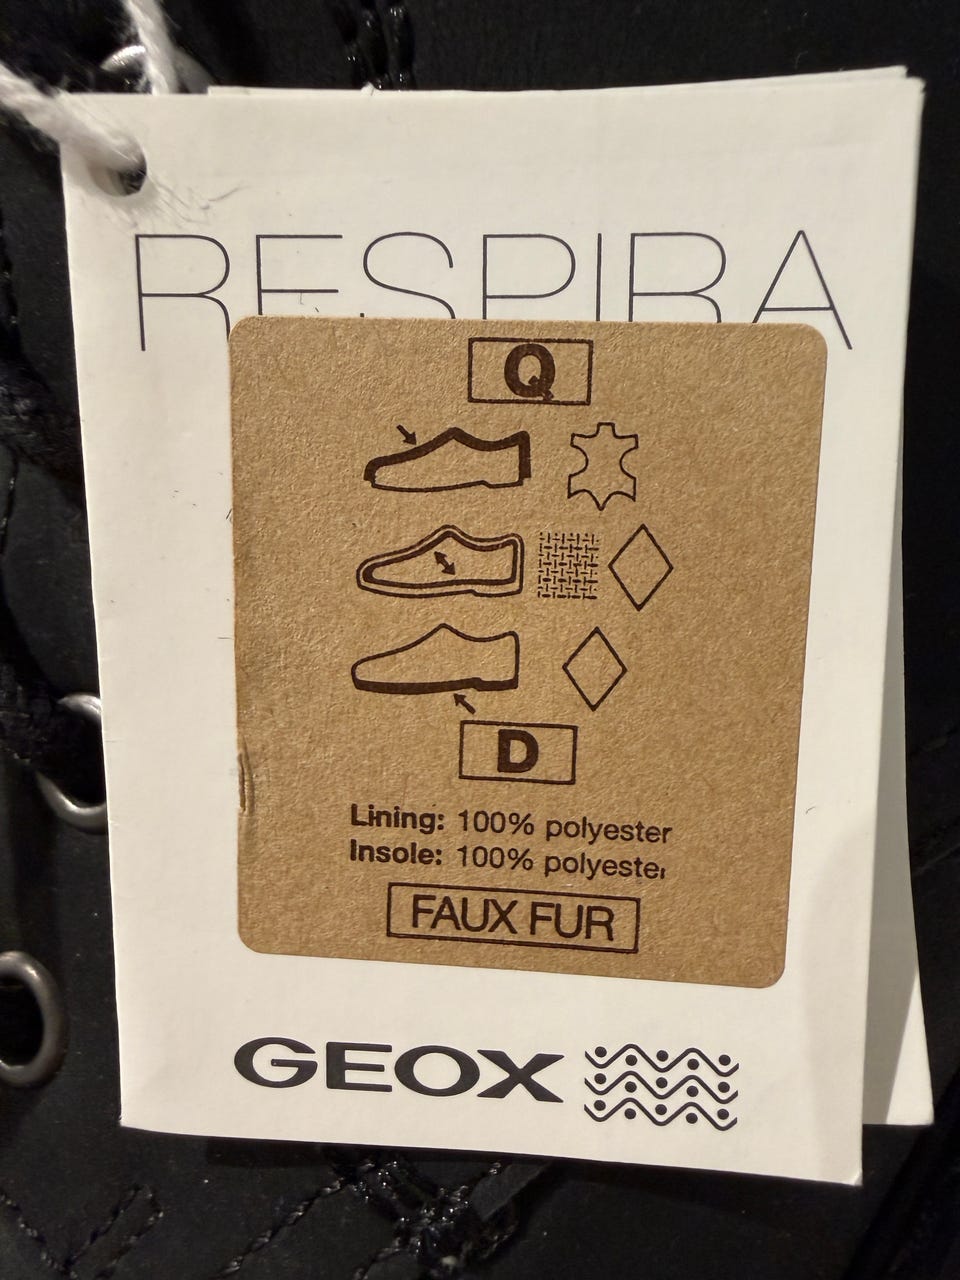 RESPIRA
Q
D
Lining: 100% polyester
Insole: 100% polyester
FAUX FUR
GEOX